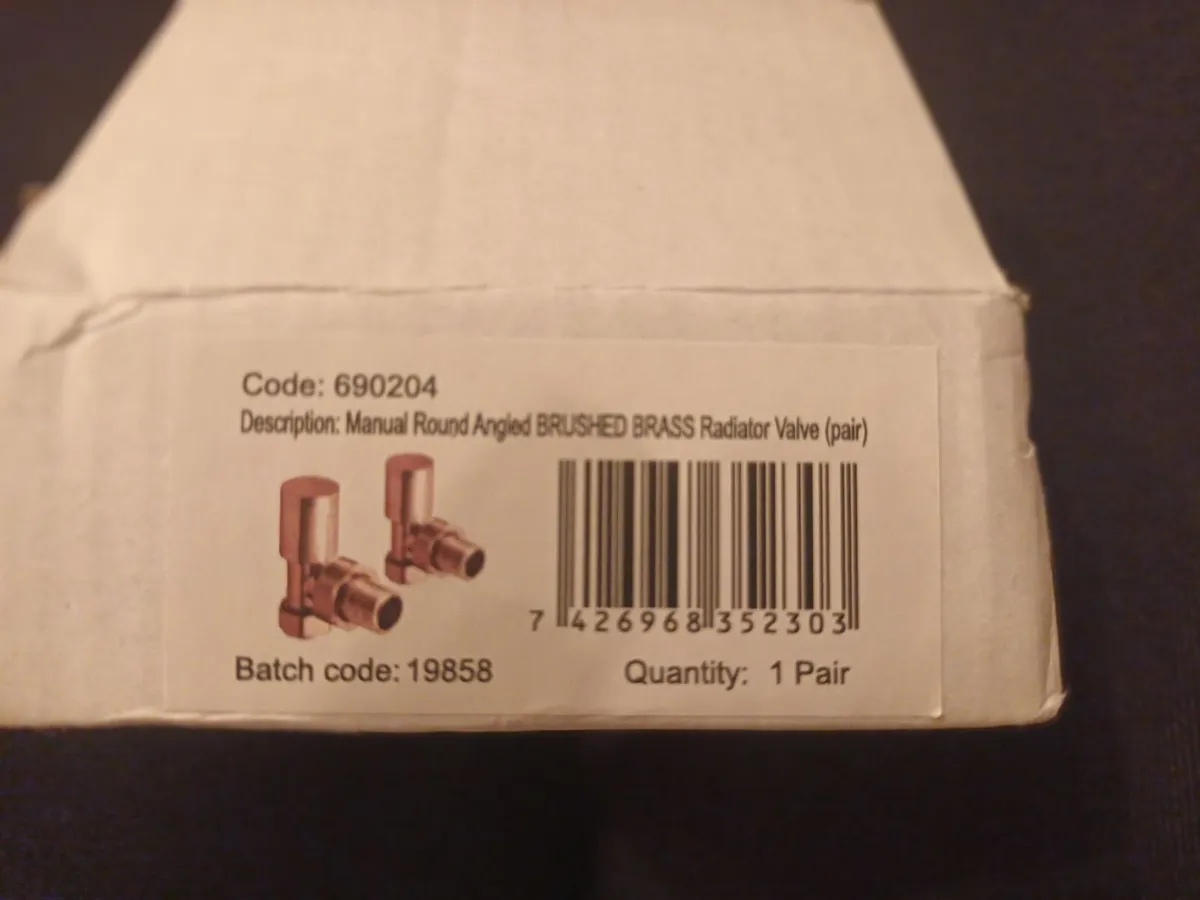 Code: 690204
Description: Manual Round Angled BRUSHED BRASS Radiator Valve (pair)
7 426968 352303
Batch code: 19858
Quantity: 1 Pair